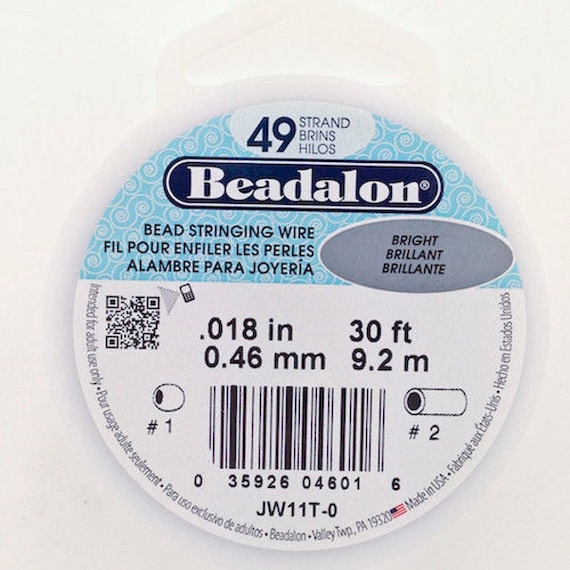 49 STRAND
BRINS
HILOS
Beadalon®
BEAD STRINGING WIRE
FIL POUR ENFILER LES PERLES
ALAMBRE PARA JOYERÍA
BRIGHT
BRILLANT
BRILLANTE
.018 in 30 ft
0.46 mm 9.2 m
# 1
# 2
0 35926 04601 6
JW11T-0
Intended for adult use only • Pour usage adulte seulement • Para uso exclusivo de adultos • Beadalon • Valley Twp., PA 19320 Made in USA • Fabriqué aux États-Unis • Hecho en Estados Unidos